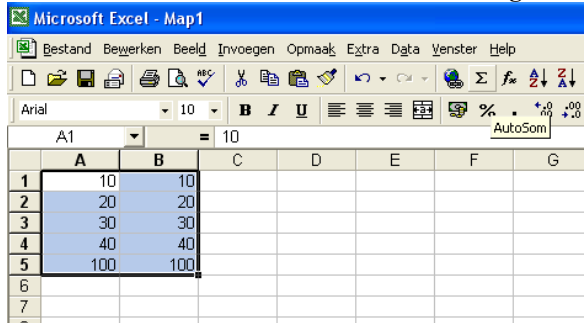 Microsoft Excel - Map1
Bestand Bewerken Beeld Invoegen Opmaak Extra Data Venster Help
Σ fx
Arial 10 B I U %
AutoSom
A1 = 10
A B C D E F G
1 10 10
2 20 20
3 30 30
4 40 40
5 100 100
6
7